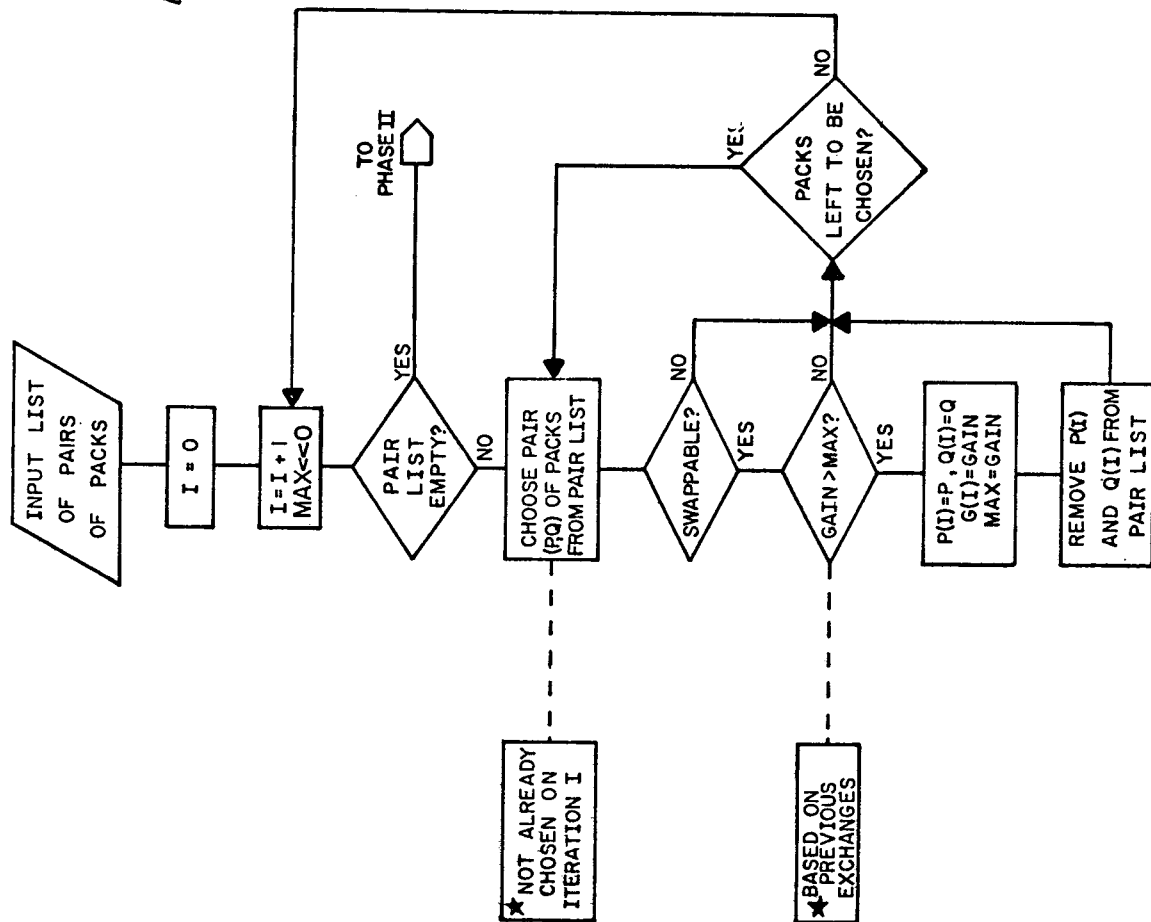 INPUT LIST
OF PAIRS
OF PACKS
I = 0
I = I + I
MAX<<0
PAIR
LIST
EMPTY?
YES
TO
PHASE II
NO
CHOOSE PAIR
(P,Q) OF PACKS
FROM PAIR LIST
★ NOT ALREADY
CHOSEN ON
ITERATION I
SWAPPABLE?
NO
YES
GAIN > MAX?
NO
YES
★ BASED ON
PREVIOUS
EXCHANGES
P(I)=P , Q(I)=Q
G(I)=GAIN
MAX=GAIN
REMOVE P(I)
AND Q(I) FROM
PAIR LIST
PACKS
LEFT TO BE
CHOSEN?
YES
NO